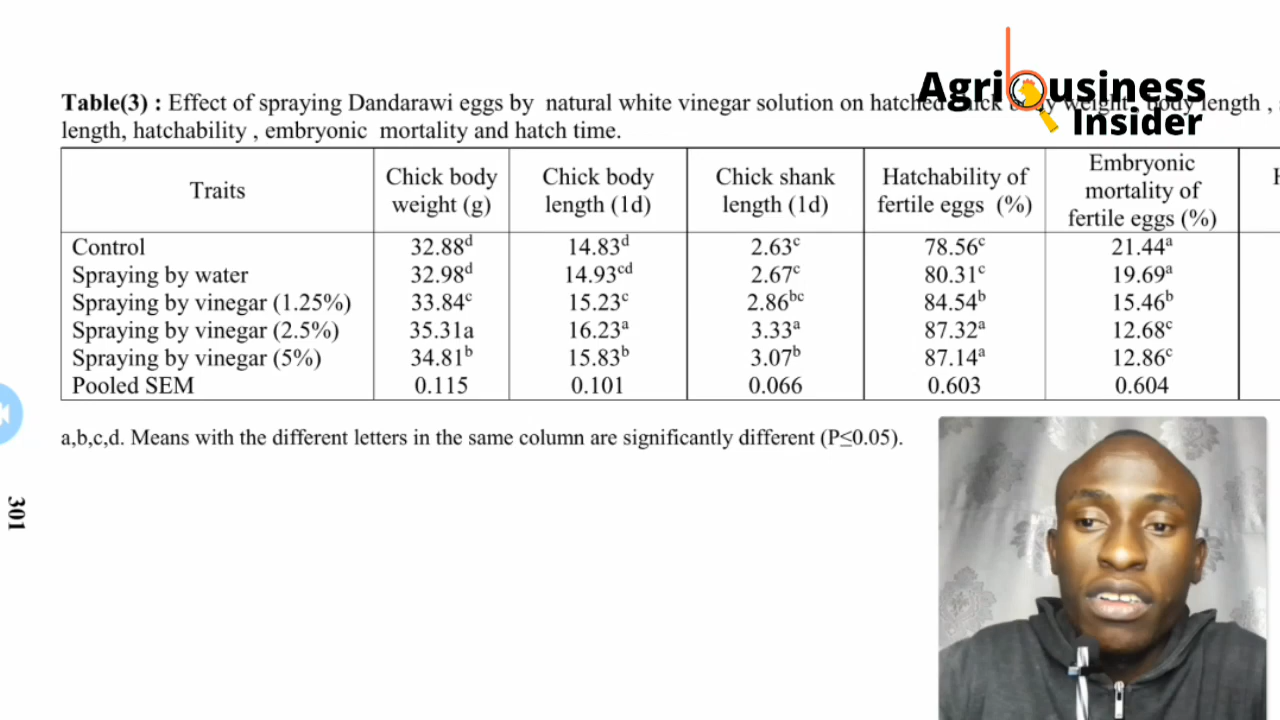 Agribusiness
Insider
Table(3) : Effect of spraying Dandarawi eggs by natural white vinegar solution on hatched chick body weight , body length ,
length, hatchability , embryonic mortality and hatch time.
Traits Chick body weight (g) Chick body length (1d) Chick shank length (1d) Hatchability of fertile eggs (%) Embryonic mortality of fertile eggs (%)
Control 32.88d 14.83d 2.63c 78.56c 21.44a
Spraying by water 32.98d 14.93cd 2.67c 80.31c 19.69a
Spraying by vinegar (1.25%) 33.84c 15.23c 2.86bc 84.54b 15.46b
Spraying by vinegar (2.5%) 35.31a 16.23a 3.33a 87.32a 12.68c
Spraying by vinegar (5%) 34.81b 15.83b 3.07b 87.14a 12.86c
Pooled SEM 0.115 0.101 0.066 0.603 0.604
a,b,c,d. Means with the different letters in the same column are significantly different (P≤0.05).
301